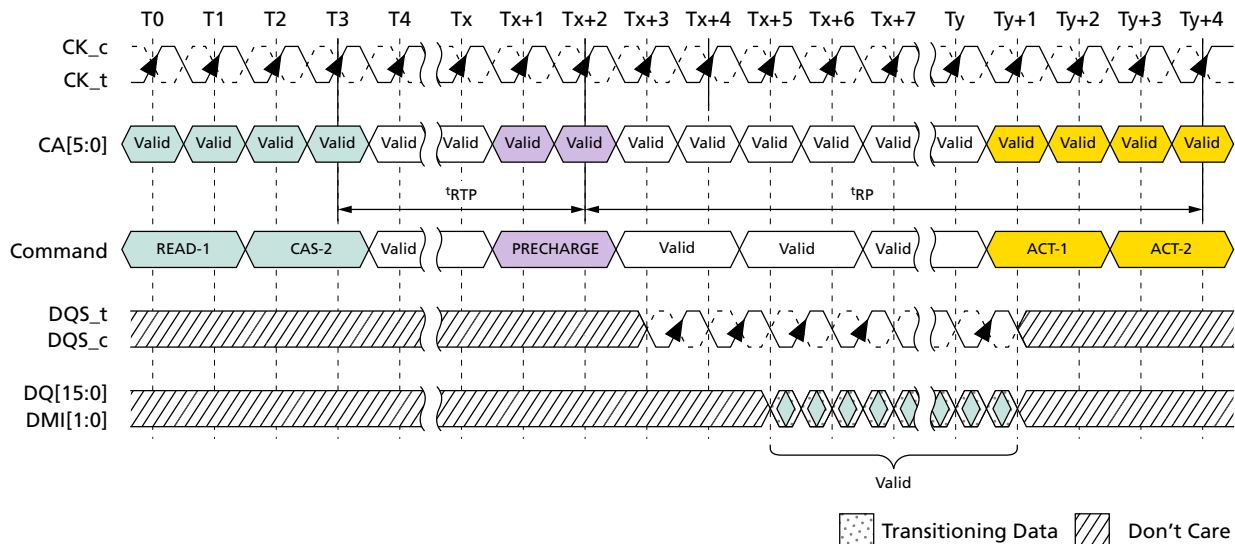 T0 T1 T2 T3 T4 Tx Tx+1 Tx+2 Tx+3 Tx+4 Tx+5 Tx+6 Tx+7 Ty Ty+1 Ty+2 Ty+3 Ty+4
CK_c
CK_t
CA[5:0] Valid Valid Valid Valid Valid Valid Valid Valid Valid Valid Valid Valid Valid Valid Valid Valid Valid Valid
tRTP tRP
Command READ-1 CAS-2 Valid PRECHARGE Valid Valid Valid ACT-1 ACT-2
DQS_t
DQS_c
DQ[15:0]
DMI[1:0]
Valid
Transitioning Data Don't Care